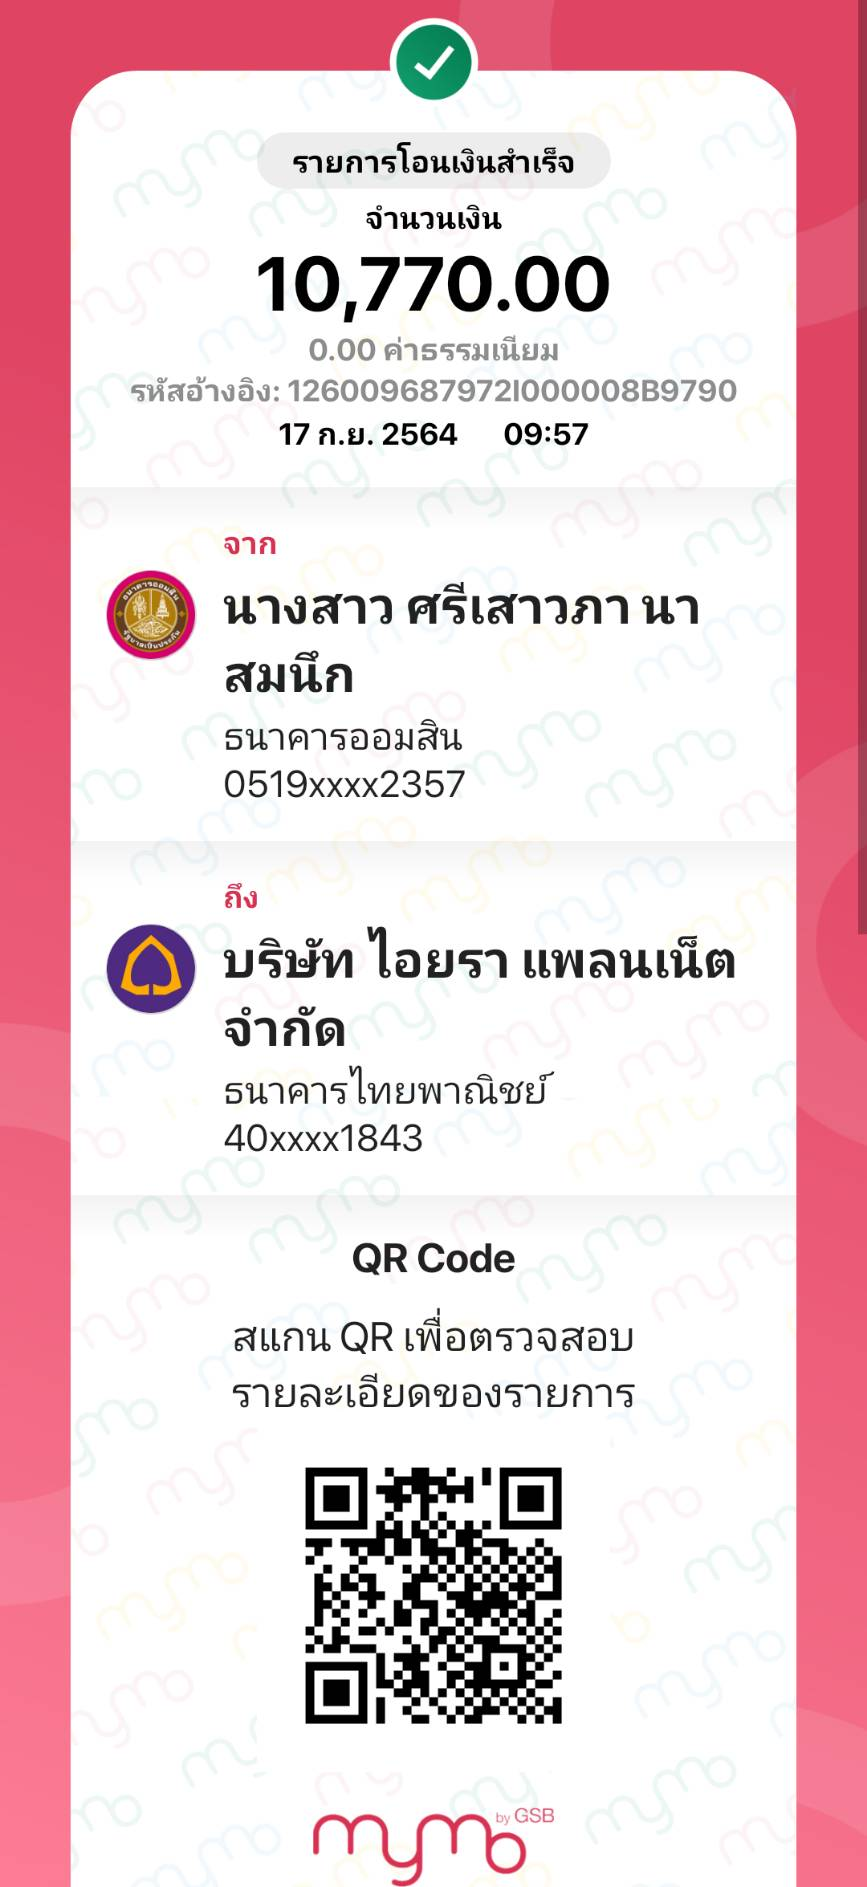 รายการโอนเงินสำเร็จ
จำนวนเงิน
10,770.00
0.00 ค่าธรรมเนียม
รหัสอ้างอิง: 126009687972I000008B9790
17 ก.ย. 2564 09:57
จาก
นางสาว ศรีเสาวภา นา
สมนึก
ธนาคารออมสิน
0519xxxx2357
ถึง
บริษัท ไอยรา แพลนเน็ต
จำกัด
ธนาคารไทยพาณิชย์
40xxxx1843
QR Code
สแกน QR เพื่อตรวจสอบ
รายละเอียดของรายการ
mymo by GSB